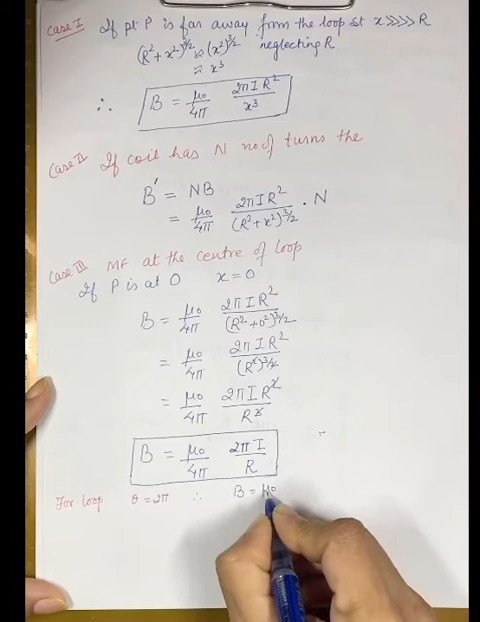 Case I If pt P is far away from the loop st x >>>> R
(R² + x²)^3/2 ≈ (x²)^3/2 neglecting R
≈ x³
∴ B = μ₀/4π 2πIR²/x³
Case II If coil has N no of turns the
B' = NB
= μ₀/4π 2πIR²/(R²+x²)^3/2 . N
Case III MF at the centre of loop
If P is at O x = 0
B = μ₀/4π 2πIR²/(R²+0²)^3/2
= μ₀/4π 2πIR²/(R²)^3/2
= μ₀/4π 2πIR²/R³
B = μ₀/4π 2πI/R
For loop θ = 2π ∴ B = μ₀